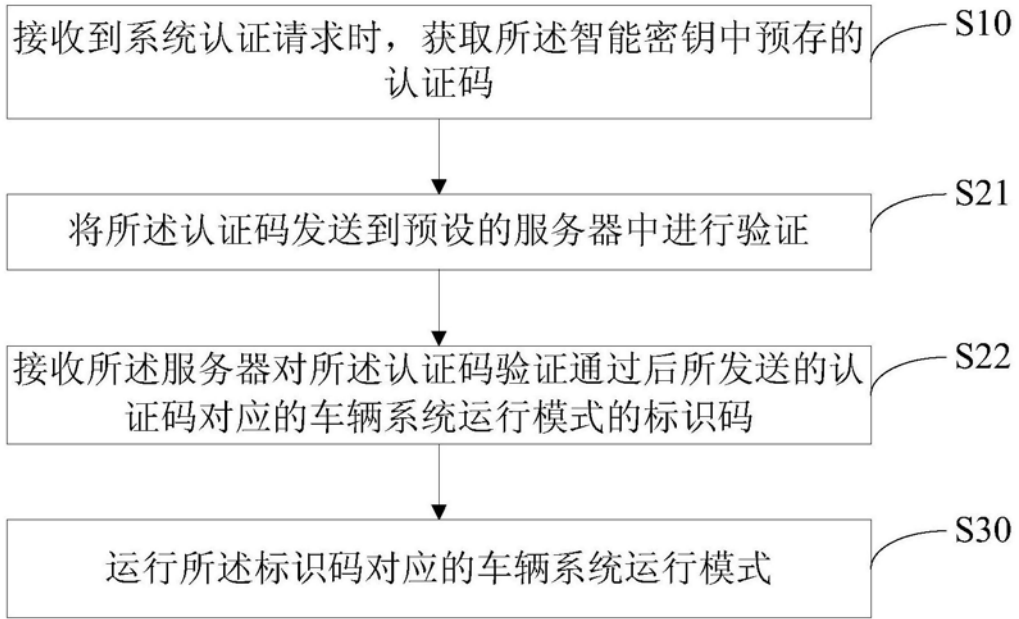 接收到系统认证请求时，获取所述智能密钥中预存的
认证码
S10
将所述认证码发送到预设的服务器中进行验证
S21
接收所述服务器对所述认证码验证通过后所发送的认
证码对应的车辆系统运行模式的标识码
S22
运行所述标识码对应的车辆系统运行模式
S30